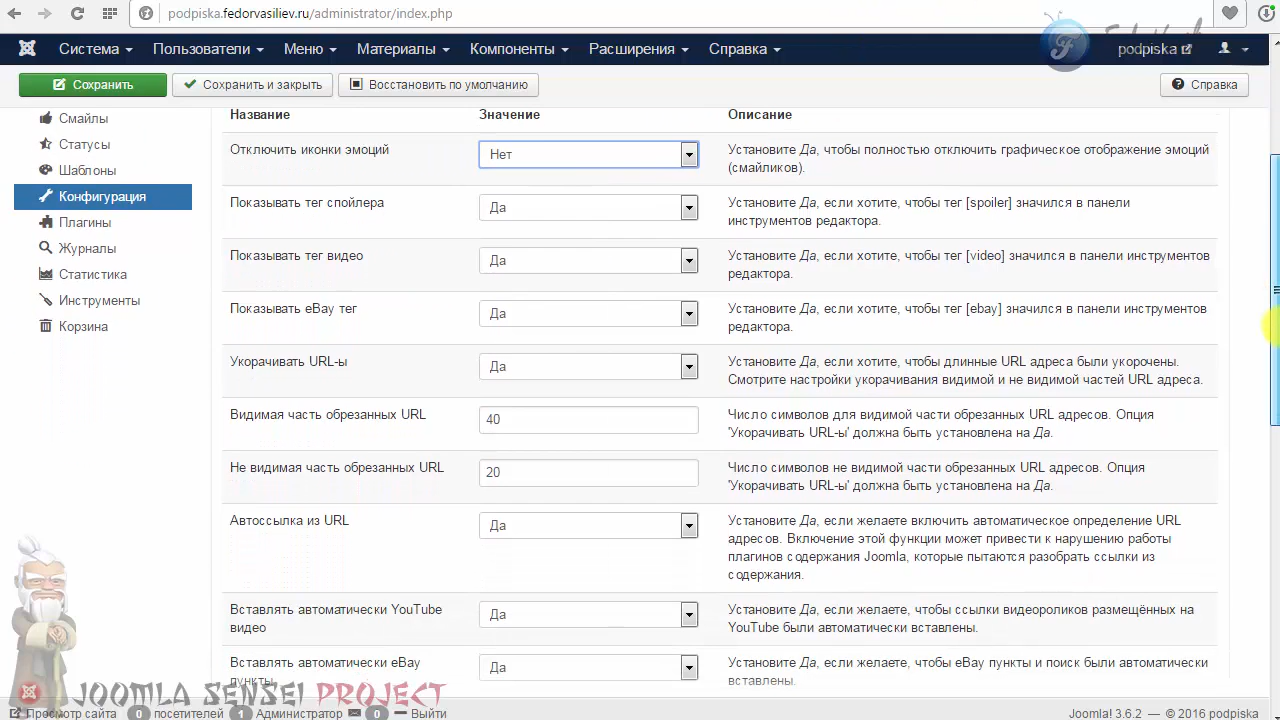 podpiska.fedorvasiliev.ru/administrator/index.php
Система Пользователи Меню Материалы Компоненты Расширения Справка podpiska
Сохранить Сохранить и закрыть Восстановить по умолчанию Справка
Название Значение Описание
Смайлы
Статусы
Шаблоны
Конфигурация
Плагины
Журналы
Статистика
Инструменты
Корзина
Отключить иконки эмоций Нет Установите Да, чтобы полностью отключить графическое отображение эмоций
(смайликов).
Показывать тег спойлера Да Установите Да, если хотите, чтобы тег [spoiler] значился в панели
инструментов редактора.
Показывать тег видео Да Установите Да, если хотите, чтобы тег [video] значился в панели инструментов
редактора.
Показывать eBay тег Да Установите Да, если хотите, чтобы тег [ebay] значился в панели инструментов
редактора.
Укорачивать URL-ы Да Установите Да, если хотите, чтобы длинные URL адреса были укорочены.
Смотрите настройки укорачивания видимой и не видимой частей URL адреса.
Видимая часть обрезанных URL 40 Число символов для видимой части обрезанных URL адресов. Опция
'Укорачивать URL-ы' должна быть установлена на Да.
Не видимая часть обрезанных URL 20 Число символов не видимой части обрезанных URL адресов. Опция
'Укорачивать URL-ы' должна быть установлена на Да.
Автоссылка из URL Да Установите Да, если желаете включить автоматическое определение URL
адресов. Включение этой функции может привести к нарушению работы
плагинов содержания Joomla, которые пытаются разобрать ссылки из
содержания.
Вставлять автоматически YouTube
видео Да Установите Да, если желаете, чтобы ссылки видеороликов размещённых на
YouTube были автоматически вставлены.
Вставлять автоматически eBay
пункты Да Установите Да, если желаете, чтобы eBay пункты и поиск были автоматически
вставлены.
JOOMLA SENSEI PROJECT
Просмотр сайта 0 посетителей 1 Администратор 0 Выйти Joomla! 3.6.2 — © 2016 podpiska